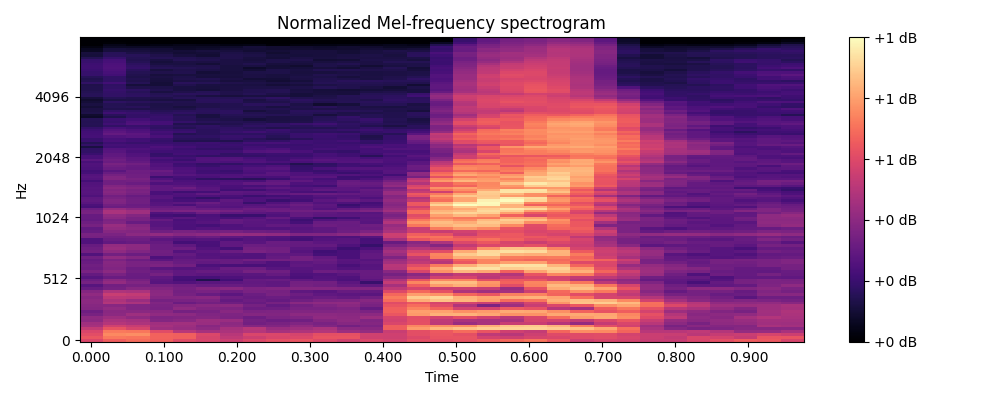 Normalized Mel-frequency spectrogram
Hz
4096
2048
1024
512
0
0.000 0.100 0.200 0.300 0.400 0.500 0.600 0.700 0.800 0.900
Time
+1 dB
+1 dB
+1 dB
+0 dB
+0 dB
+0 dB